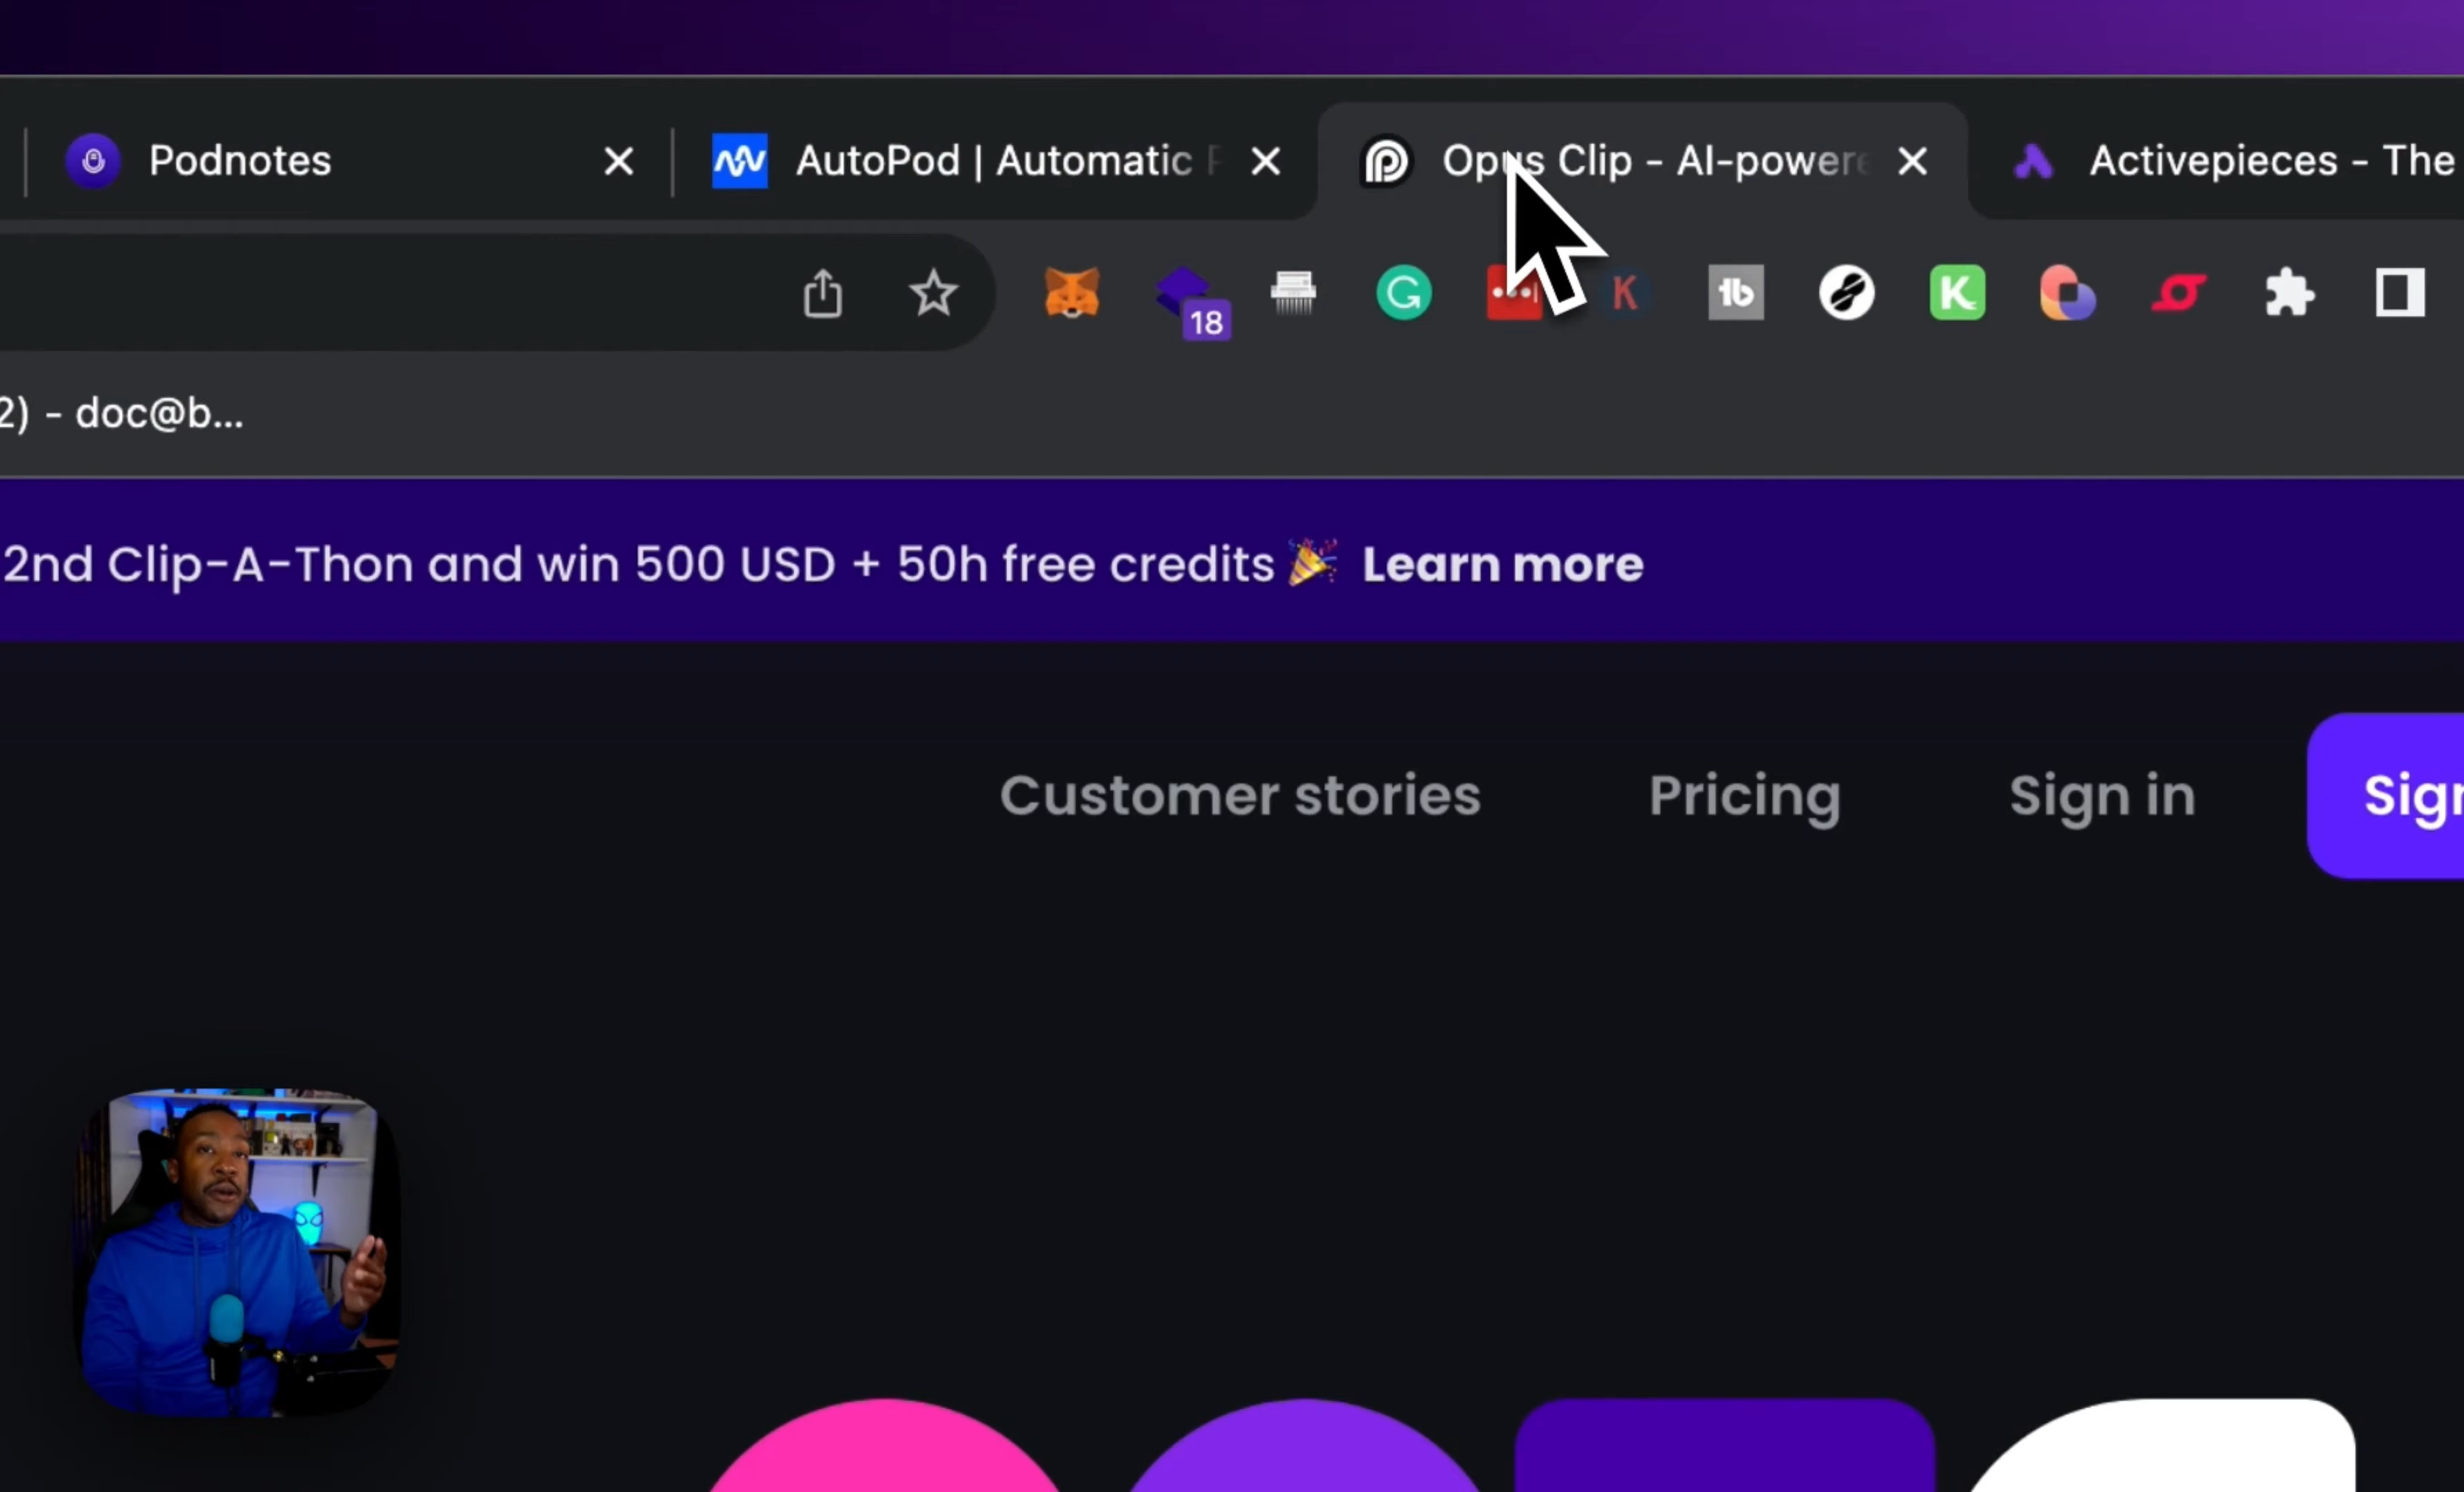 Podnotes
AutoPod | Automatic
Opus Clip - AI-powere
Activepieces - The
18
2) - doc@b...
2nd Clip-A-Thon and win 500 USD + 50h free credits 🎉 Learn more
Customer stories
Pricing
Sign in
Sign